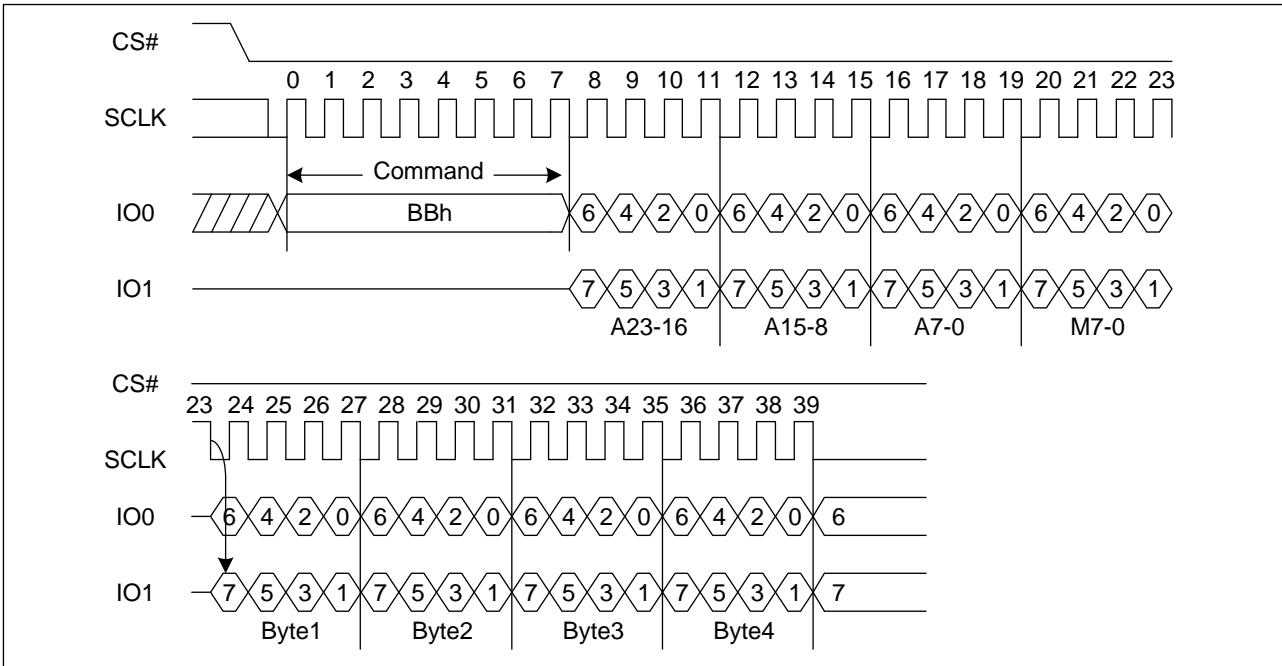 CS#
0 1 2 3 4 5 6 7 8 9 10 11 12 13 14 15 16 17 18 19 20 21 22 23
SCLK
Command
IO0 BBh 6 4 2 0 6 4 2 0 6 4 2 0 6 4 2 0
IO1 7 5 3 1 7 5 3 1 7 5 3 1 7 5 3 1
A23-16 A15-8 A7-0 M7-0
CS#
23 24 25 26 27 28 29 30 31 32 33 34 35 36 37 38 39
SCLK
IO0 6 4 2 0 6 4 2 0 6 4 2 0 6 4 2 0 6
IO1 7 5 3 1 7 5 3 1 7 5 3 1 7 5 3 1 7
Byte1 Byte2 Byte3 Byte4